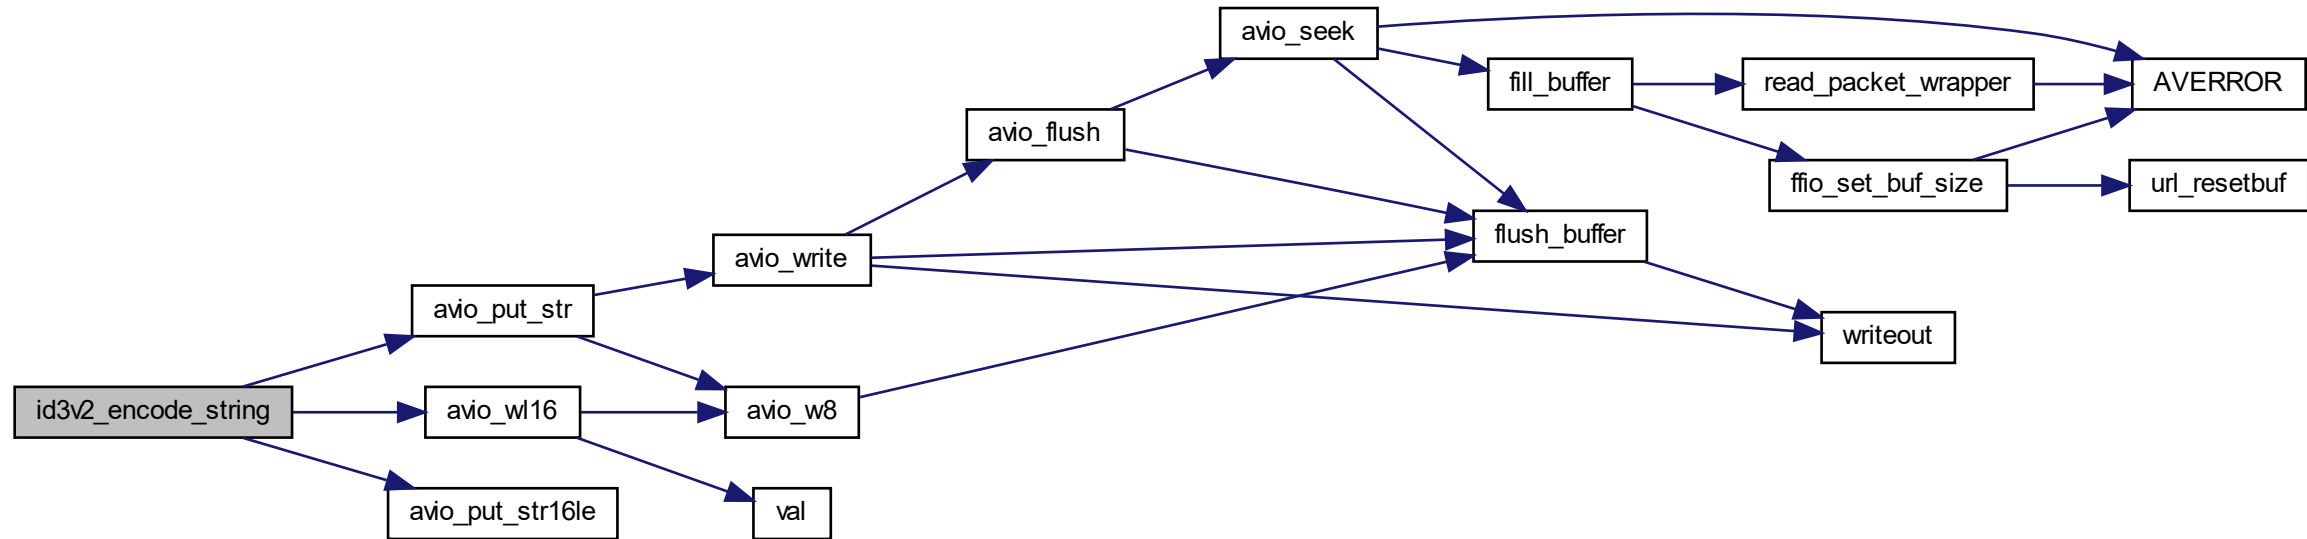 avio_seek
fill_buffer
read_packet_wrapper
AVERROR
avio_flush
ffio_set_buf_size
url_resetbuf
flush_buffer
avio_write
avio_put_str
writeout
id3v2_encode_string
avio_wl16
avio_w8
avio_put_str16le
val